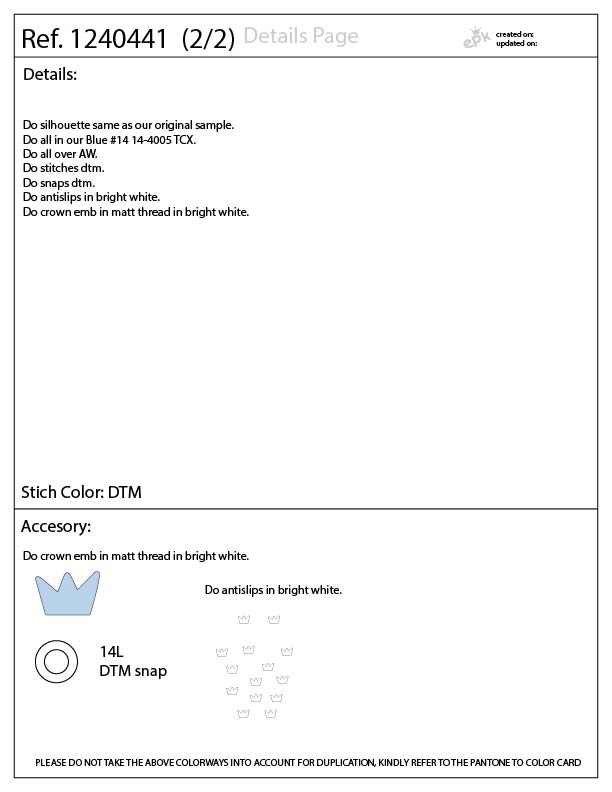 Ref. 1240441 (2/2) Details Page
epk
created on:
updated on:
Details:
Do silhouette same as our original sample.
Do all in our Blue #14 14-4005 TCX.
Do all over AW.
Do stitches dtm.
Do snaps dtm.
Do antislips in bright white.
Do crown emb in matt thread in bright white.
Stich Color: DTM
Accesory:
Do crown emb in matt thread in bright white.
Do antislips in bright white.
14L
DTM snap
PLEASE DO NOT TAKE THE ABOVE COLORWAYS INTO ACCOUNT FOR DUPLICATION, KINDLY REFER TO THE PANTONE TO COLOR CARD